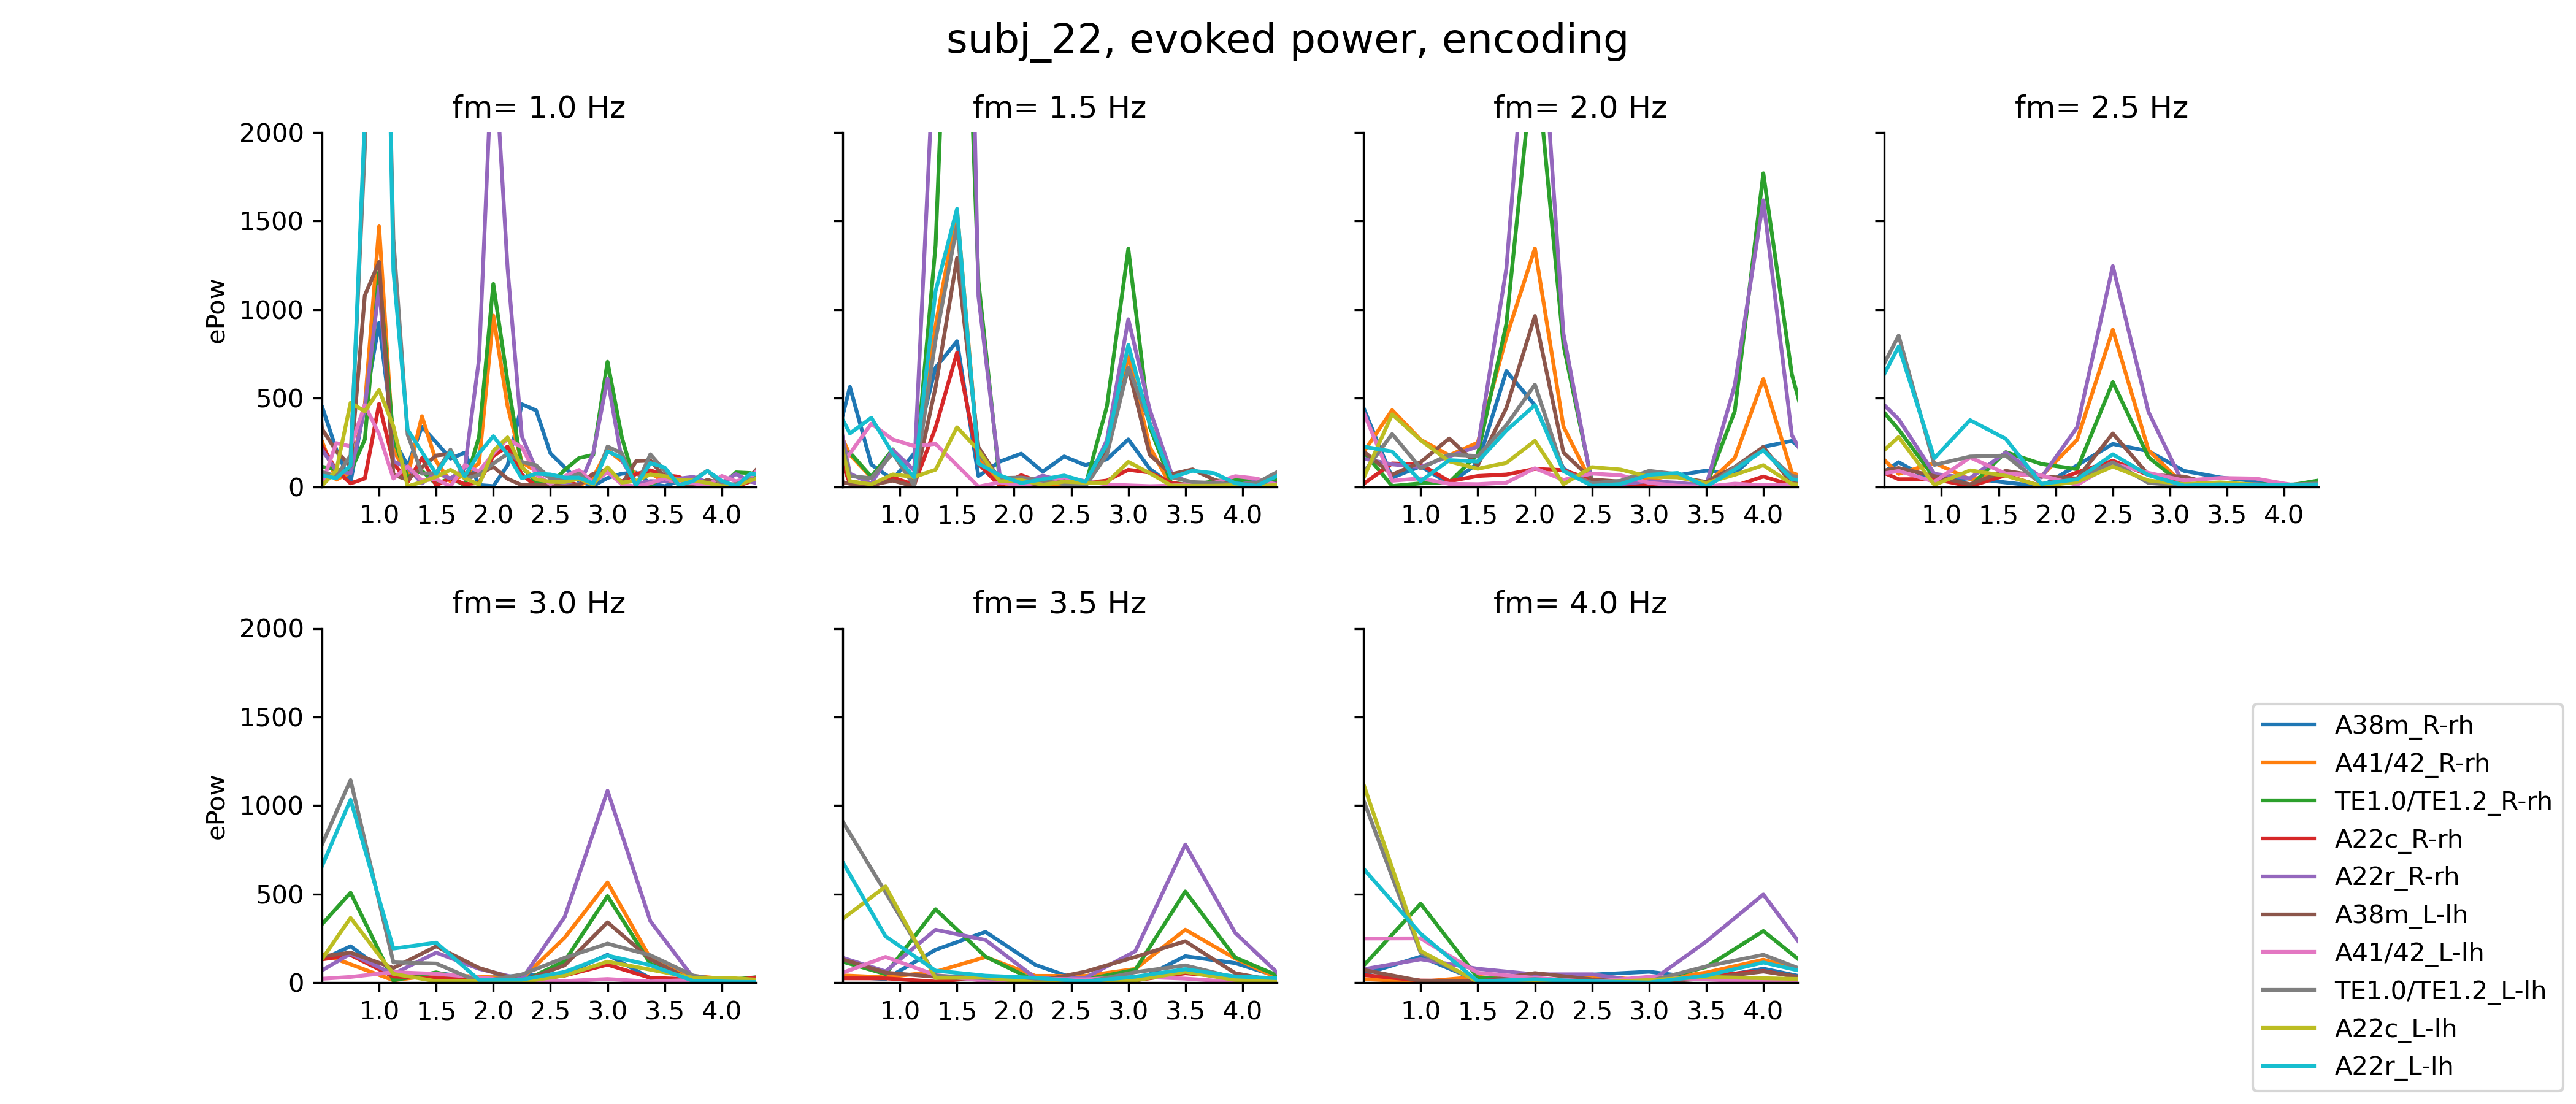 subj_22, evoked power, encoding
fm= 1.0 Hz
fm= 1.5 Hz
fm= 2.0 Hz
fm= 2.5 Hz
2000
1500
1000
500
0
ePow
1.0 1.5 2.0 2.5 3.0 3.5 4.0
1.0 1.5 2.0 2.5 3.0 3.5 4.0
1.0 1.5 2.0 2.5 3.0 3.5 4.0
1.0 1.5 2.0 2.5 3.0 3.5 4.0
fm= 3.0 Hz
fm= 3.5 Hz
fm= 4.0 Hz
2000
1500
1000
500
0
ePow
1.0 1.5 2.0 2.5 3.0 3.5 4.0
1.0 1.5 2.0 2.5 3.0 3.5 4.0
1.0 1.5 2.0 2.5 3.0 3.5 4.0
A38m_R-rh
A41/42_R-rh
TE1.0/TE1.2_R-rh
A22c_R-rh
A22r_R-rh
A38m_L-lh
A41/42_L-lh
TE1.0/TE1.2_L-lh
A22c_L-lh
A22r_L-lh